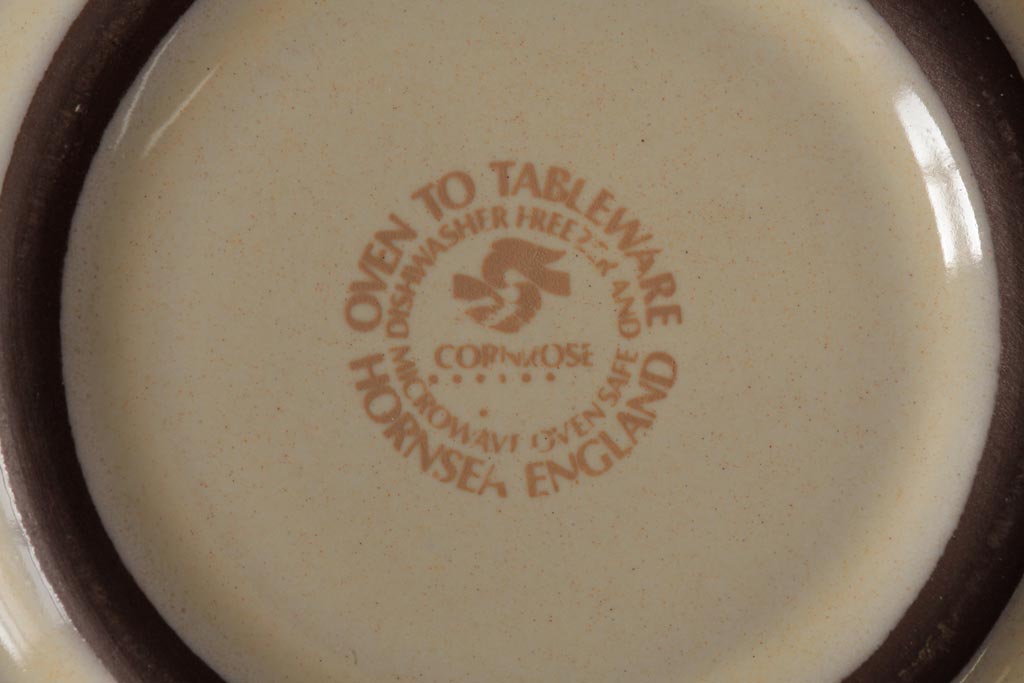 OVEN TO TABLEWARE
DISHWASHER FREEZER AND
CORNROSE
MICROWAVE OVEN SAFE
HORNSEA ENGLAND